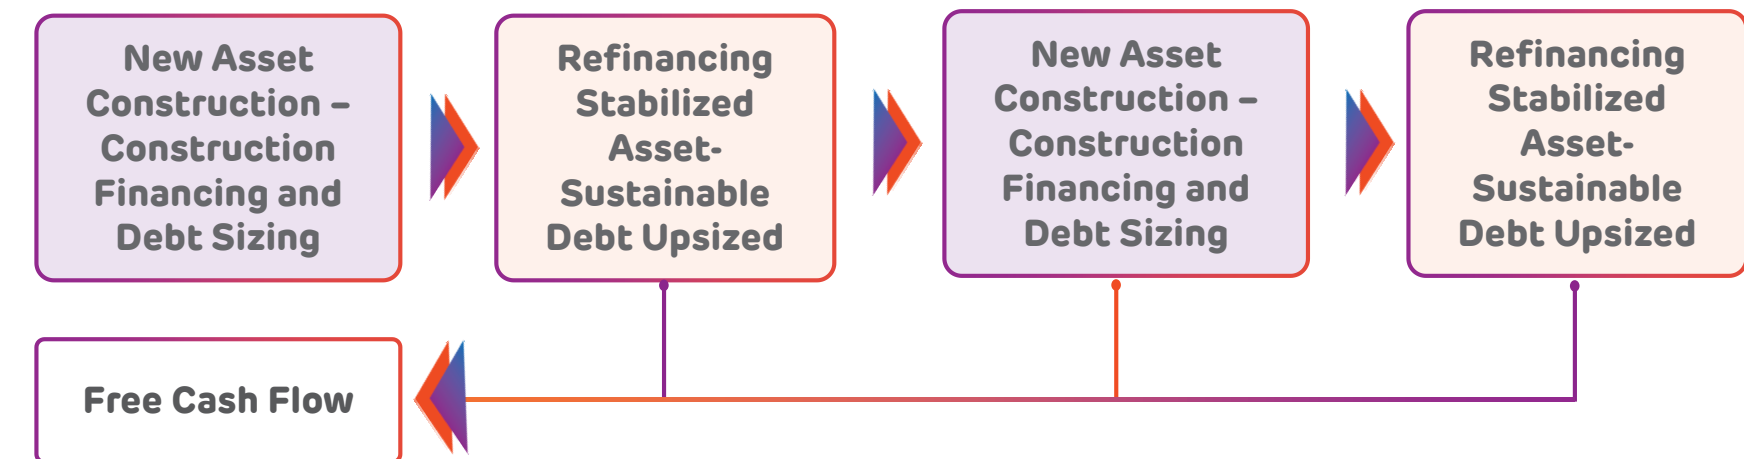 New Asset
Construction –
Construction
Financing and
Debt Sizing
Refinancing
Stabilized
Asset-
Sustainable
Debt Upsized
New Asset
Construction –
Construction
Financing and
Debt Sizing
Refinancing
Stabilized
Asset-
Sustainable
Debt Upsized
Free Cash Flow